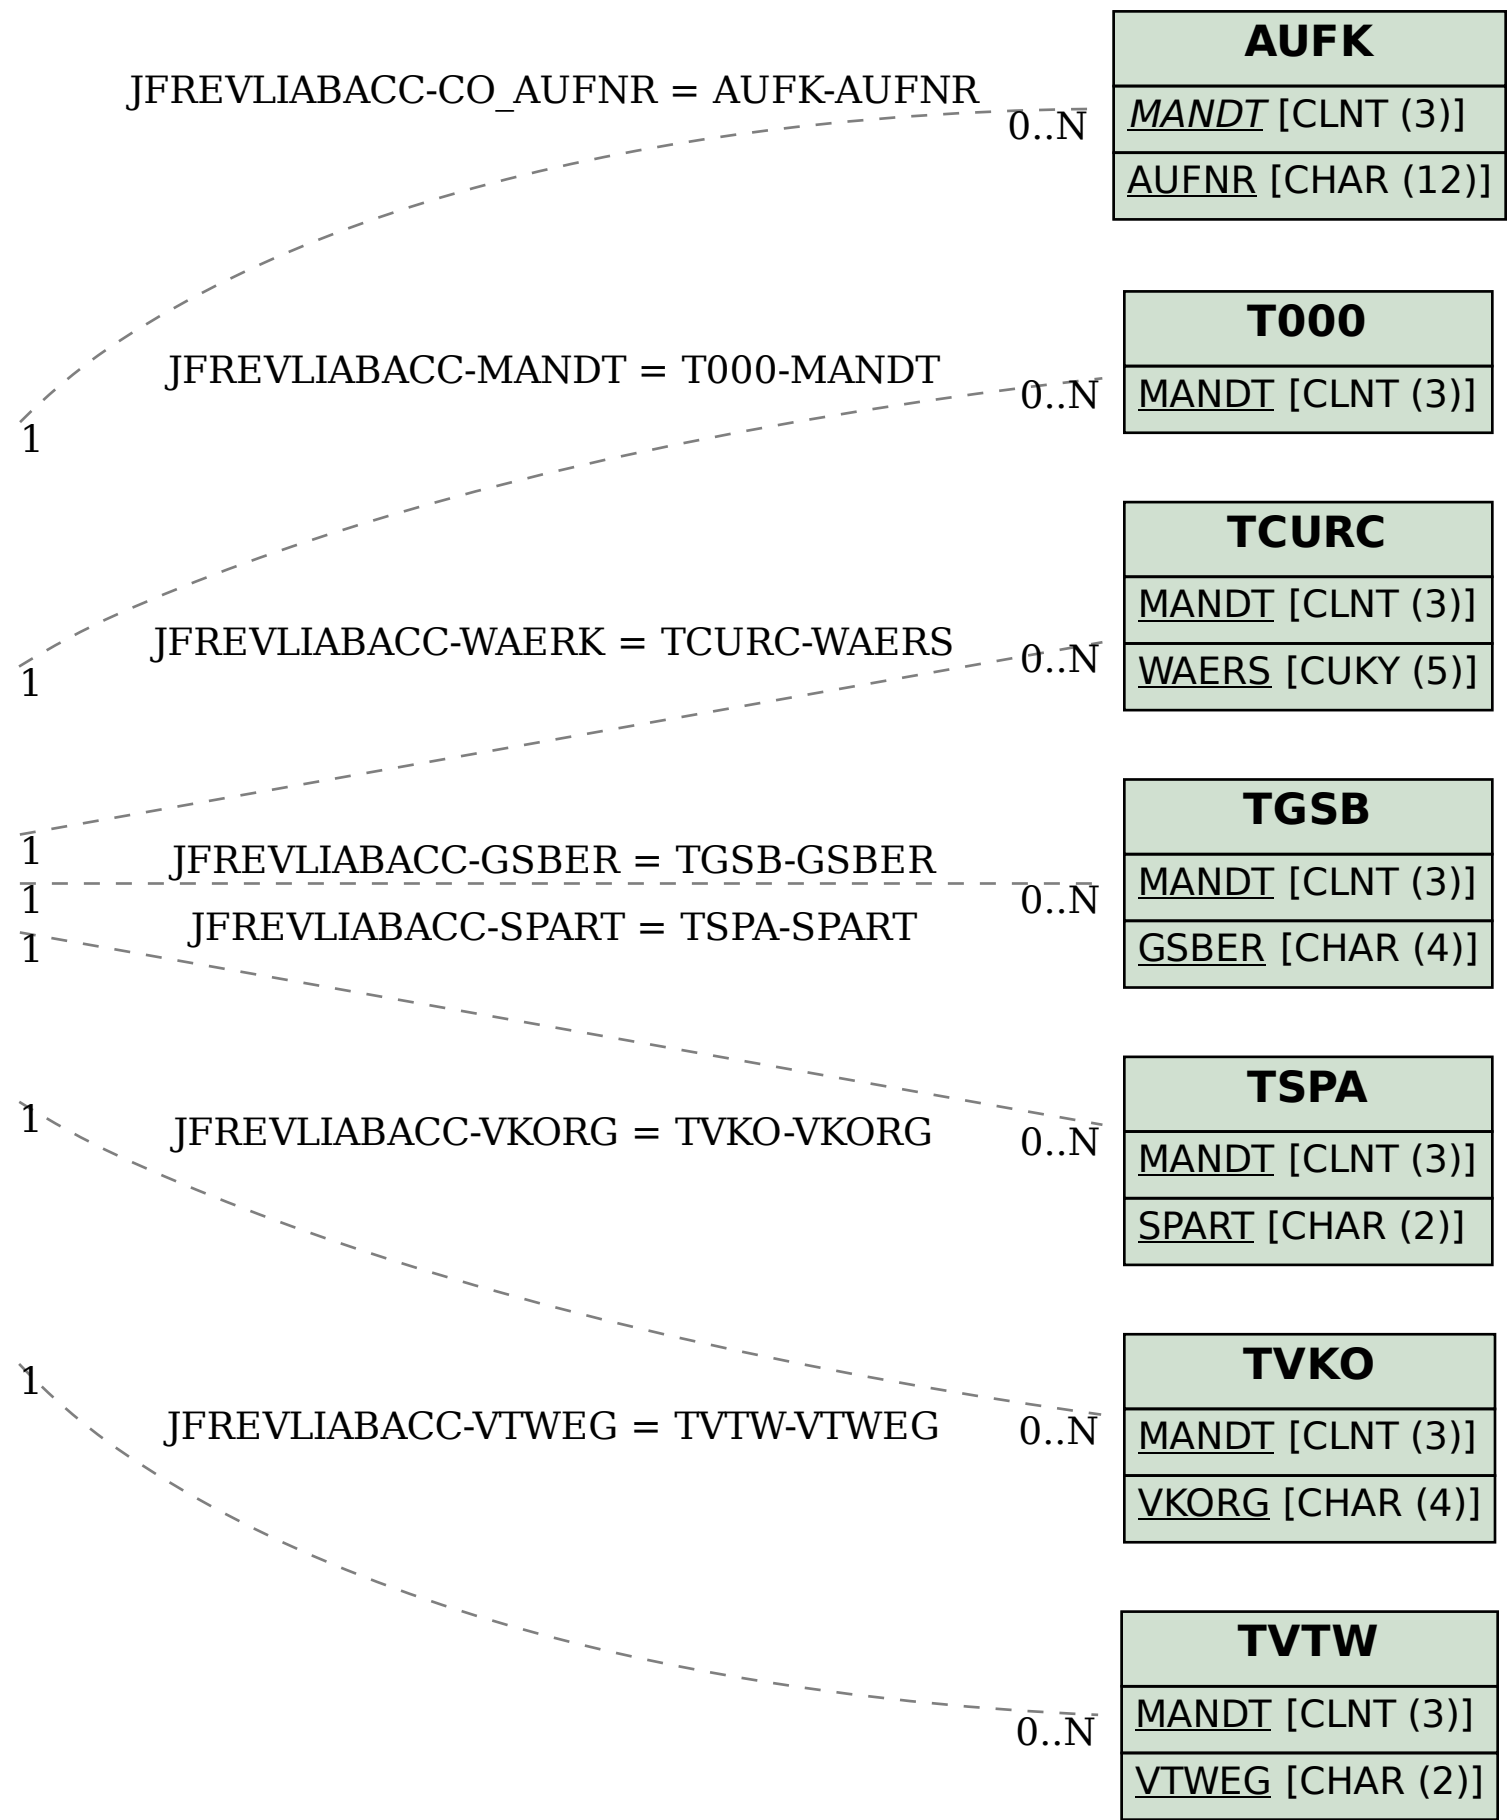 AUFK
JFREVLIABACC-CO_AUFNR = AUFK-AUFNR
0..N
MANDT [CLNT (3)]
AUFNR [CHAR (12)]
1
T000
JFREVLIABACC-MANDT = T000-MANDT
0..N
MANDT [CLNT (3)]
1
TCURC
MANDT [CLNT (3)]
JFREVLIABACC-WAERK = TCURC-WAERS
0..N
WAERS [CUKY (5)]
1
TGSB
JFREVLIABACC-GSBER = TGSB-GSBER
1
0..N
MANDT [CLNT (3)]
GSBER [CHAR (4)]
JFREVLIABACC-SPART = TSPA-SPART
1
TSPA
JFREVLIABACC-VKORG = TVKO-VKORG
1
0..N
MANDT [CLNT (3)]
SPART [CHAR (2)]
TVKO
1
JFREVLIABACC-VTWEG = TVTW-VTWEG
0..N
MANDT [CLNT (3)]
VKORG [CHAR (4)]
TVTW
MANDT [CLNT (3)]
0..N
VTWEG [CHAR (2)]